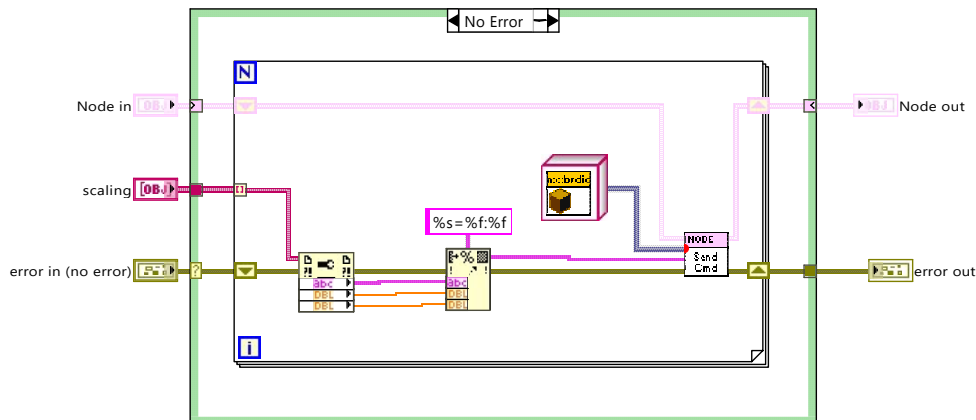 No Error
N
Node in
OBJ
OBJ
Node out
scaling
[OBJ]
[]
%s=%f:%f
NODE
Send
Cmd
error in (no error)
?
?!
?!
%
!
!
error out
abc
abc
DBL
DBL
DBL
DBL
i